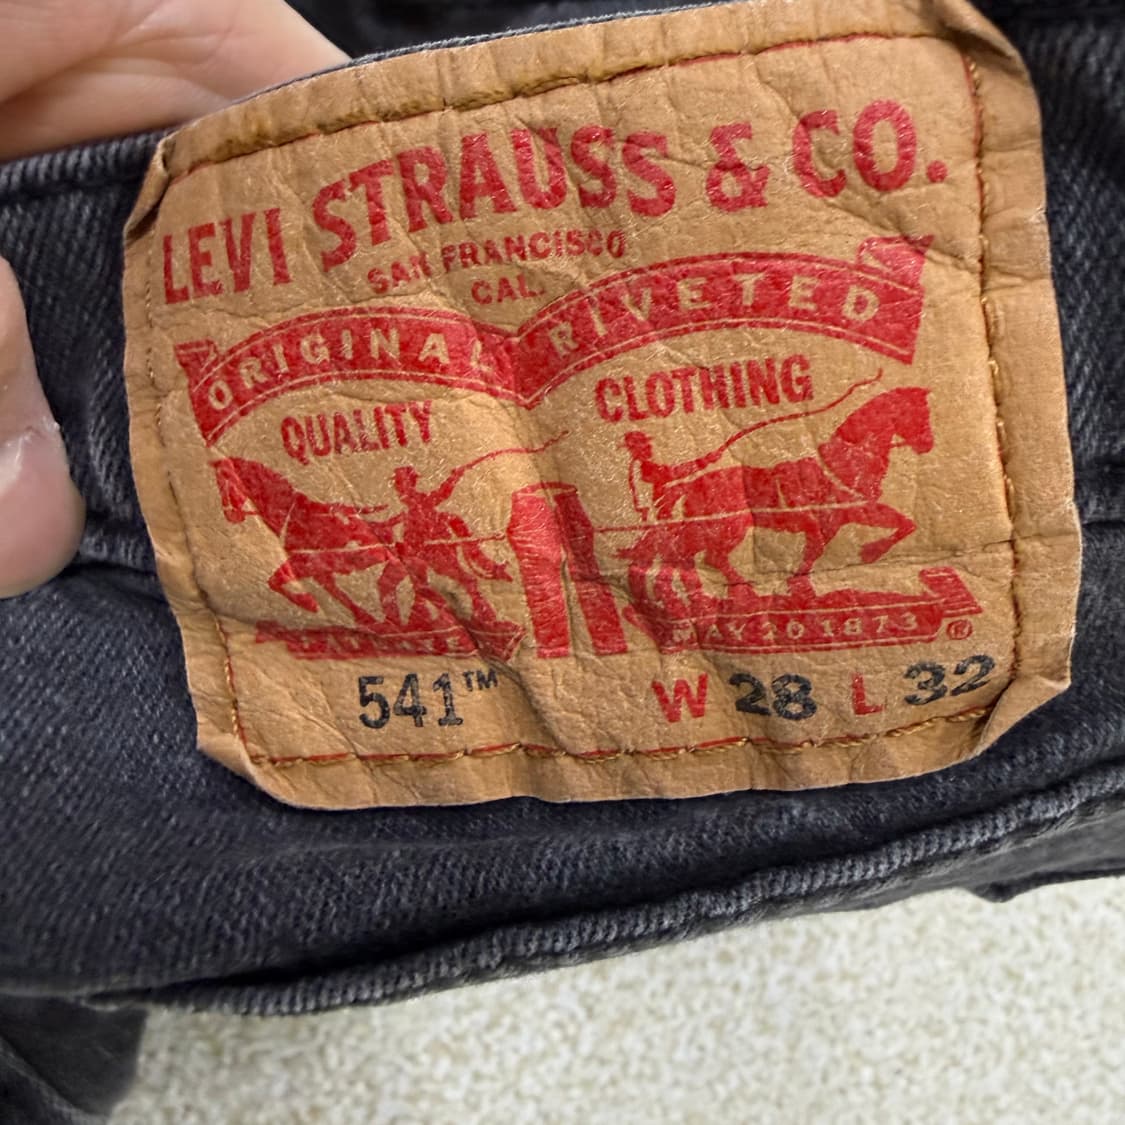 LEVI STRAUSS & CO.
SAN FRANCISCO
CAL.
ORIGINAL RIVETED
QUALITY CLOTHING
MAY 20 1873 ®
541™ W 28 L 32